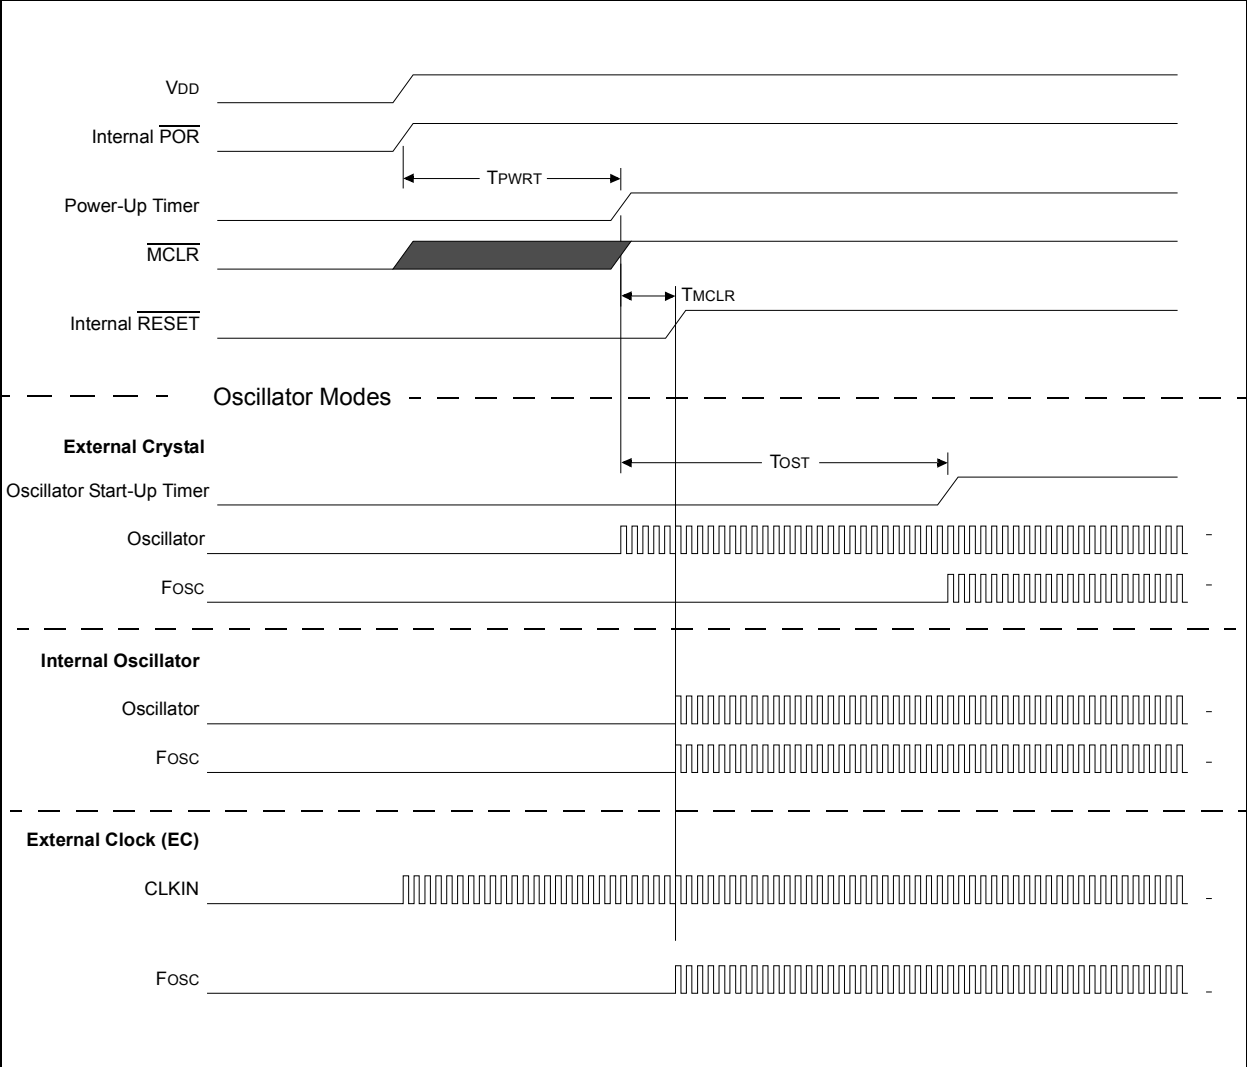 VDD
Internal POR
TPWRT
Power-Up Timer
MCLR
TMCLR
Internal RESET
Oscillator Modes
External Crystal
TOST
Oscillator Start-Up Timer
Oscillator
FOSC
Internal Oscillator
Oscillator
FOSC
External Clock (EC)
CLKIN
FOSC